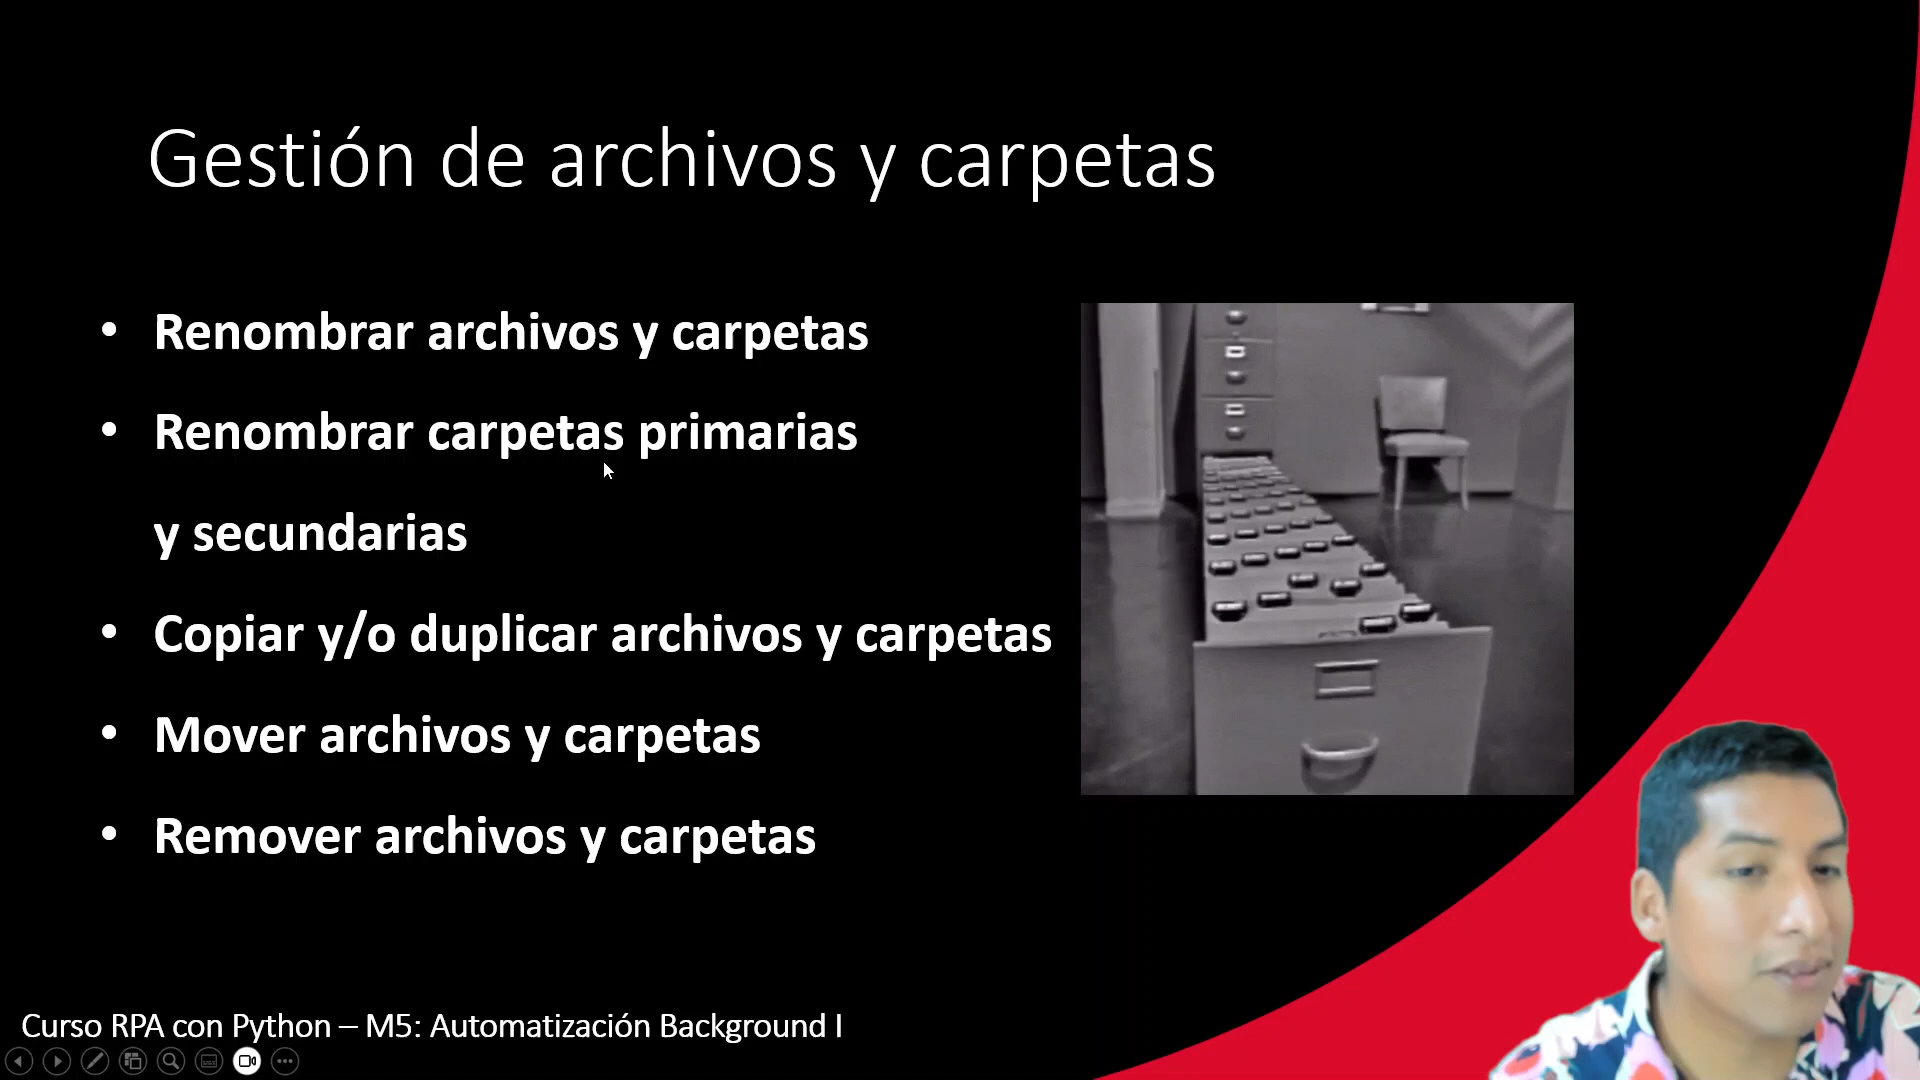 Gestión de archivos y carpetas
• Renombrar archivos y carpetas
• Renombrar carpetas primarias
y secundarias
• Copiar y/o duplicar archivos y carpetas
• Mover archivos y carpetas
• Remover archivos y carpetas
Curso RPA con Python – M5: Automatización Background I